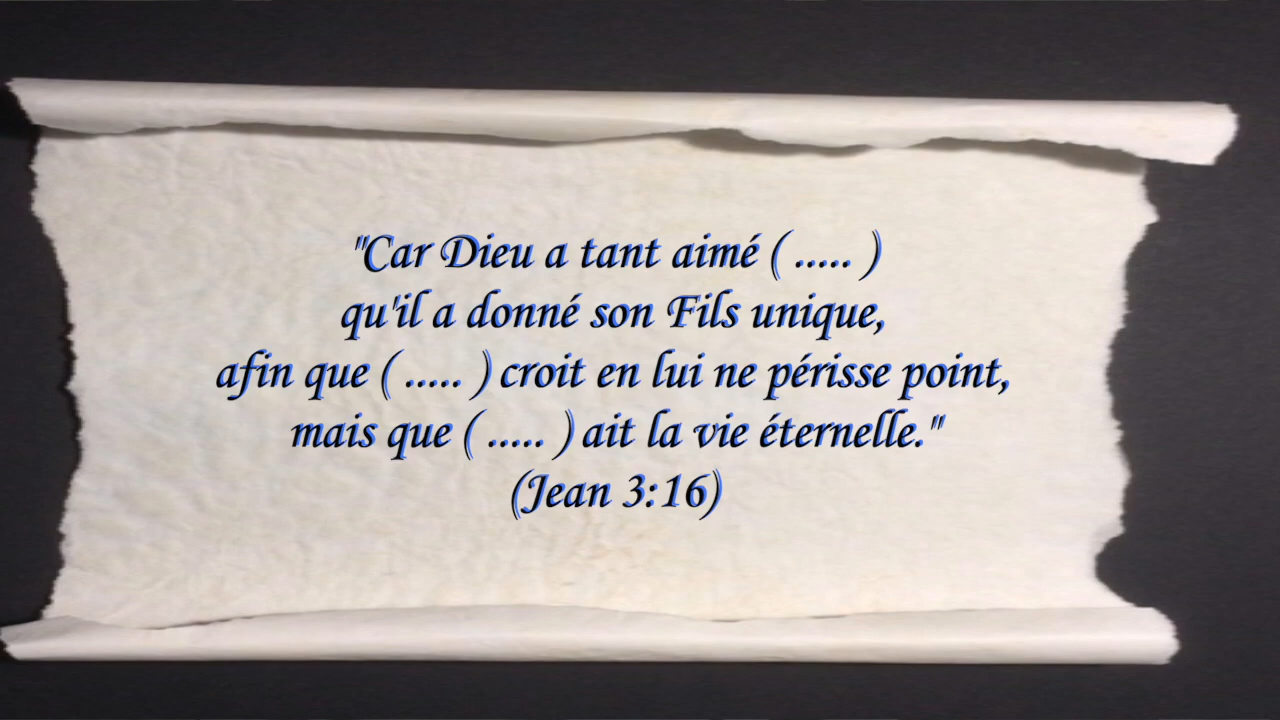 "Car Dieu a tant aimé ( ..... )
qu'il a donné son Fils unique,
afin que ( ..... ) croit en lui ne périsse point,
mais que ( ..... ) ait la vie éternelle."
(Jean 3:16)